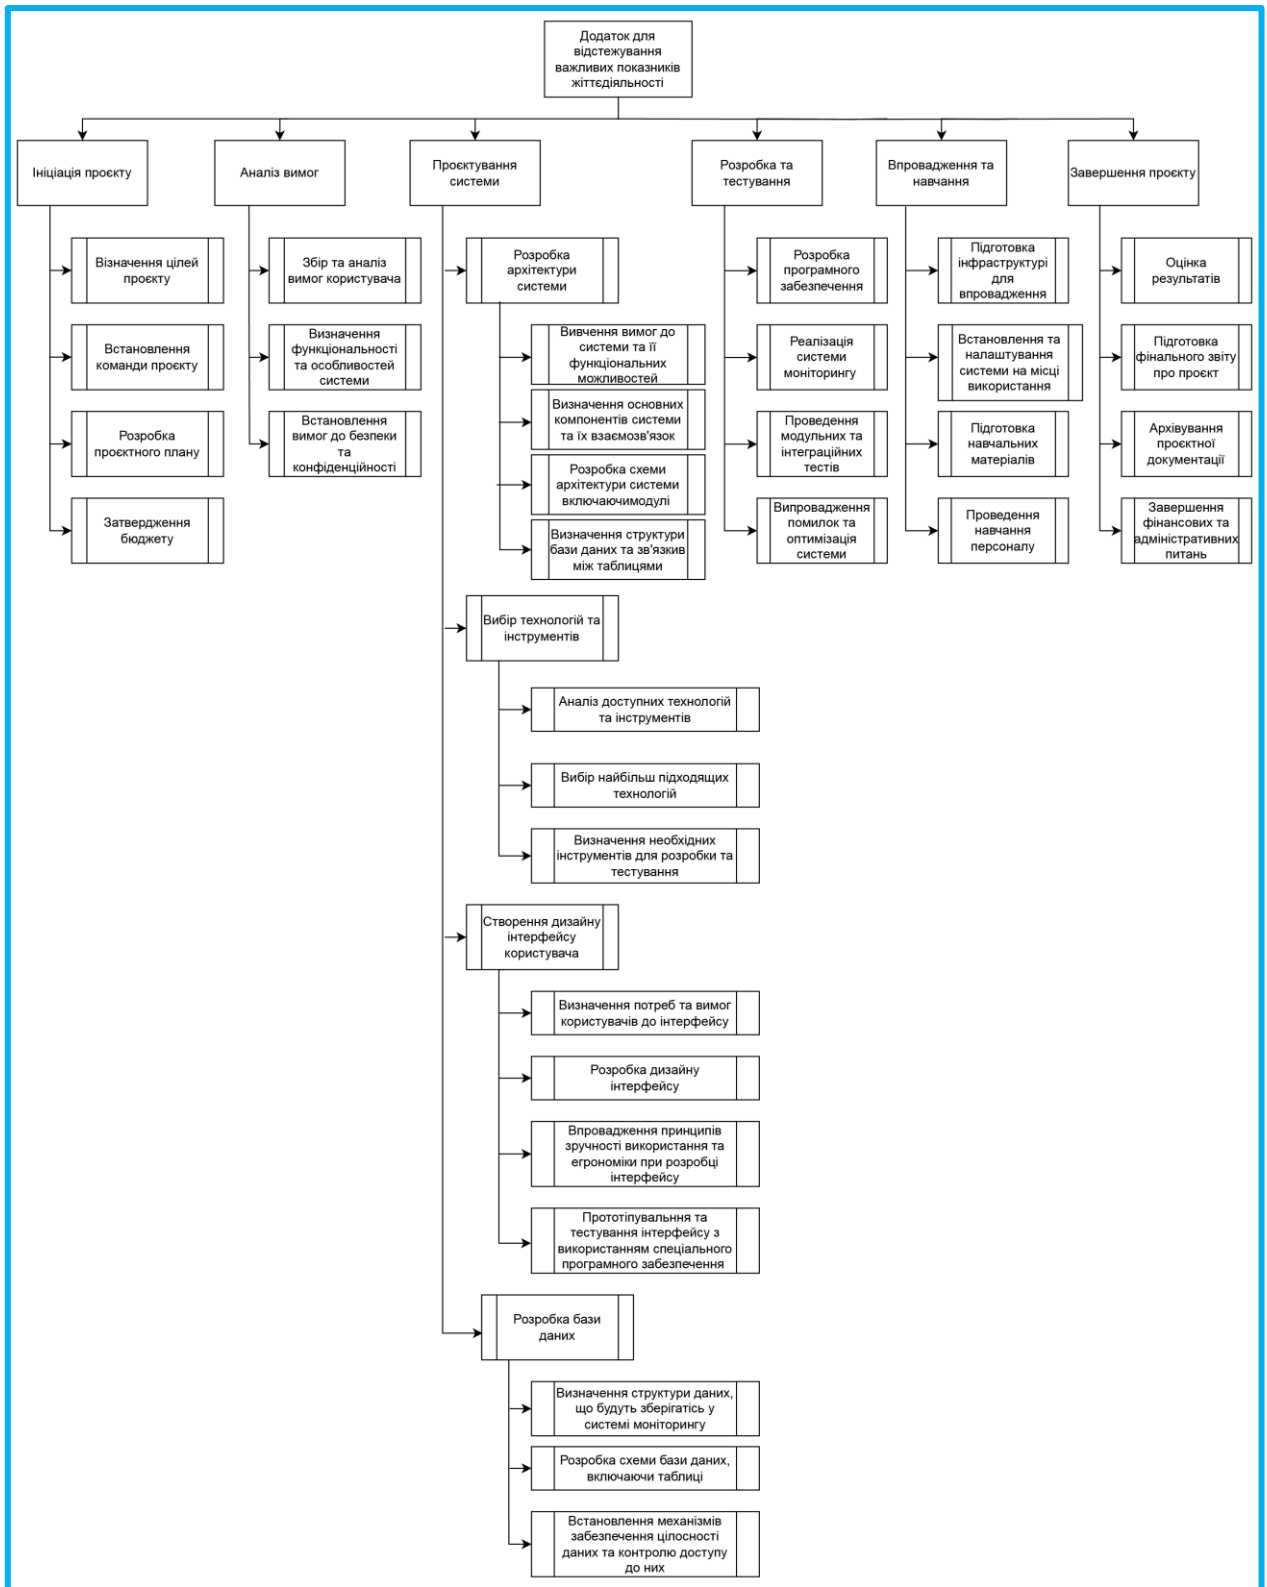 Додаток для
відстежування
важливих показників
жіттєдіяльності
Ініціація проєкту
Аналіз вимог
Проєктування
системи
Розробка та
тестування
Впровадження та
навчання
Завершення проєкту
Візначення цілей
проєкту
Встановлення
команди проєкту
Розробка
проєктного плану
Затвердження
бюджету
Збір та аналіз
вимог користувача
Визначення
функціональності
та особливостей
системи
Встановлення
вимог до безпеки
та
конфіденційності
Розробка
архітектури
системи
Вивчення вимог до
системи та її
функціональних
можливостей
Визначення основних
компонентів системи
та їх взаємозв'язок
Розробка схеми
архітектури системи
включаючимодулі
Визначення структури
бази даних та зв'язкив
між таблицями
Вибір технологій та
інструментів
Аналіз доступних технологій
та інструментів
Вибір найбільш підходящих
технологій
Визначення необхідних
інструментів для розробки та
тестування
Створення дизайну
інтерфейсу
користувача
Визначення потреб та вимог
користувачів до інтерфейсу
Розробка дизайну
інтерфейсу
Впровадження принципів
зручності використання та
егрономіки при розробці
інтерфейсу
Прототіпувальння та
тестування інтерфейсу з
використанням спеціального
програмного забезпечення
Розробка бази
даних
Визначення структури даних,
що будуть зберігатісь у
системі моніторингу
Розробка схеми бази даних,
включаючи таблиці
Встановлення механізмів
забезпечення цілосності
даних та контролю доступу
до них
Розробка
програмного
забезпечення
Реалізація
системи
моніторингу
Проведення
модульних та
інтеграційних
тестів
Випровадження
помилок та
оптимізація
системи
Підготовка
інфраструктурі
для
впровадження
Встановлення та
налаштування
системи на місці
використання
Підготовка
навчальних
матеріалів
Проведення
навчання
персоналу
Оцінка
результатів
Підготовка
фінального звіту
про проєкт
Архівування
проєктної
документації
Завершення
фінансових та
адміністративних
питань